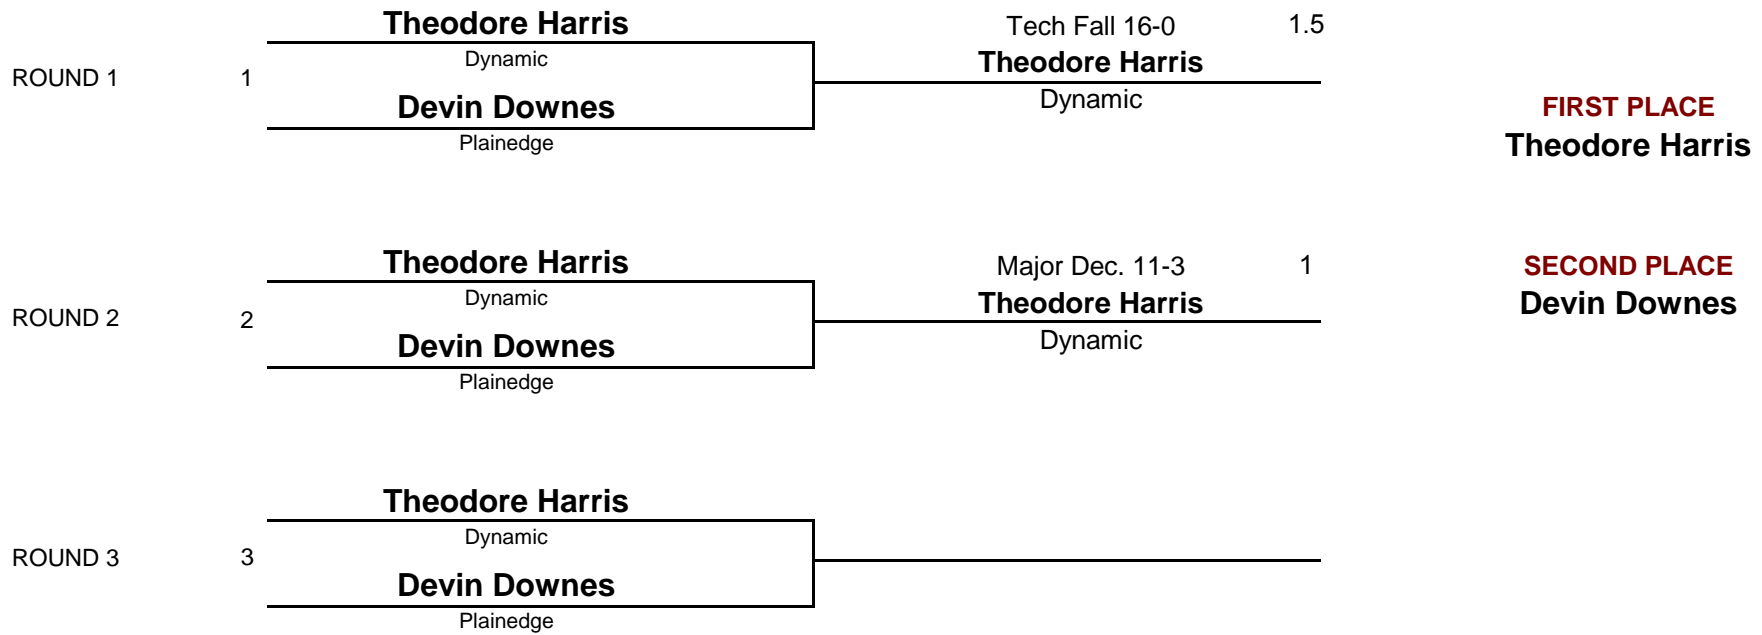 Theodore Harris
Tech Fall 16-0 1.5
Dynamic
Theodore Harris
ROUND 1 1
Devin Downes
Dynamic
FIRST PLACE
Plainedge
Theodore Harris
Theodore Harris
Major Dec. 11-3 1
SECOND PLACE
Dynamic
Theodore Harris
Devin Downes
ROUND 2 2
Devin Downes
Dynamic
Plainedge
Theodore Harris
Dynamic
ROUND 3 3
Devin Downes
Plainedge